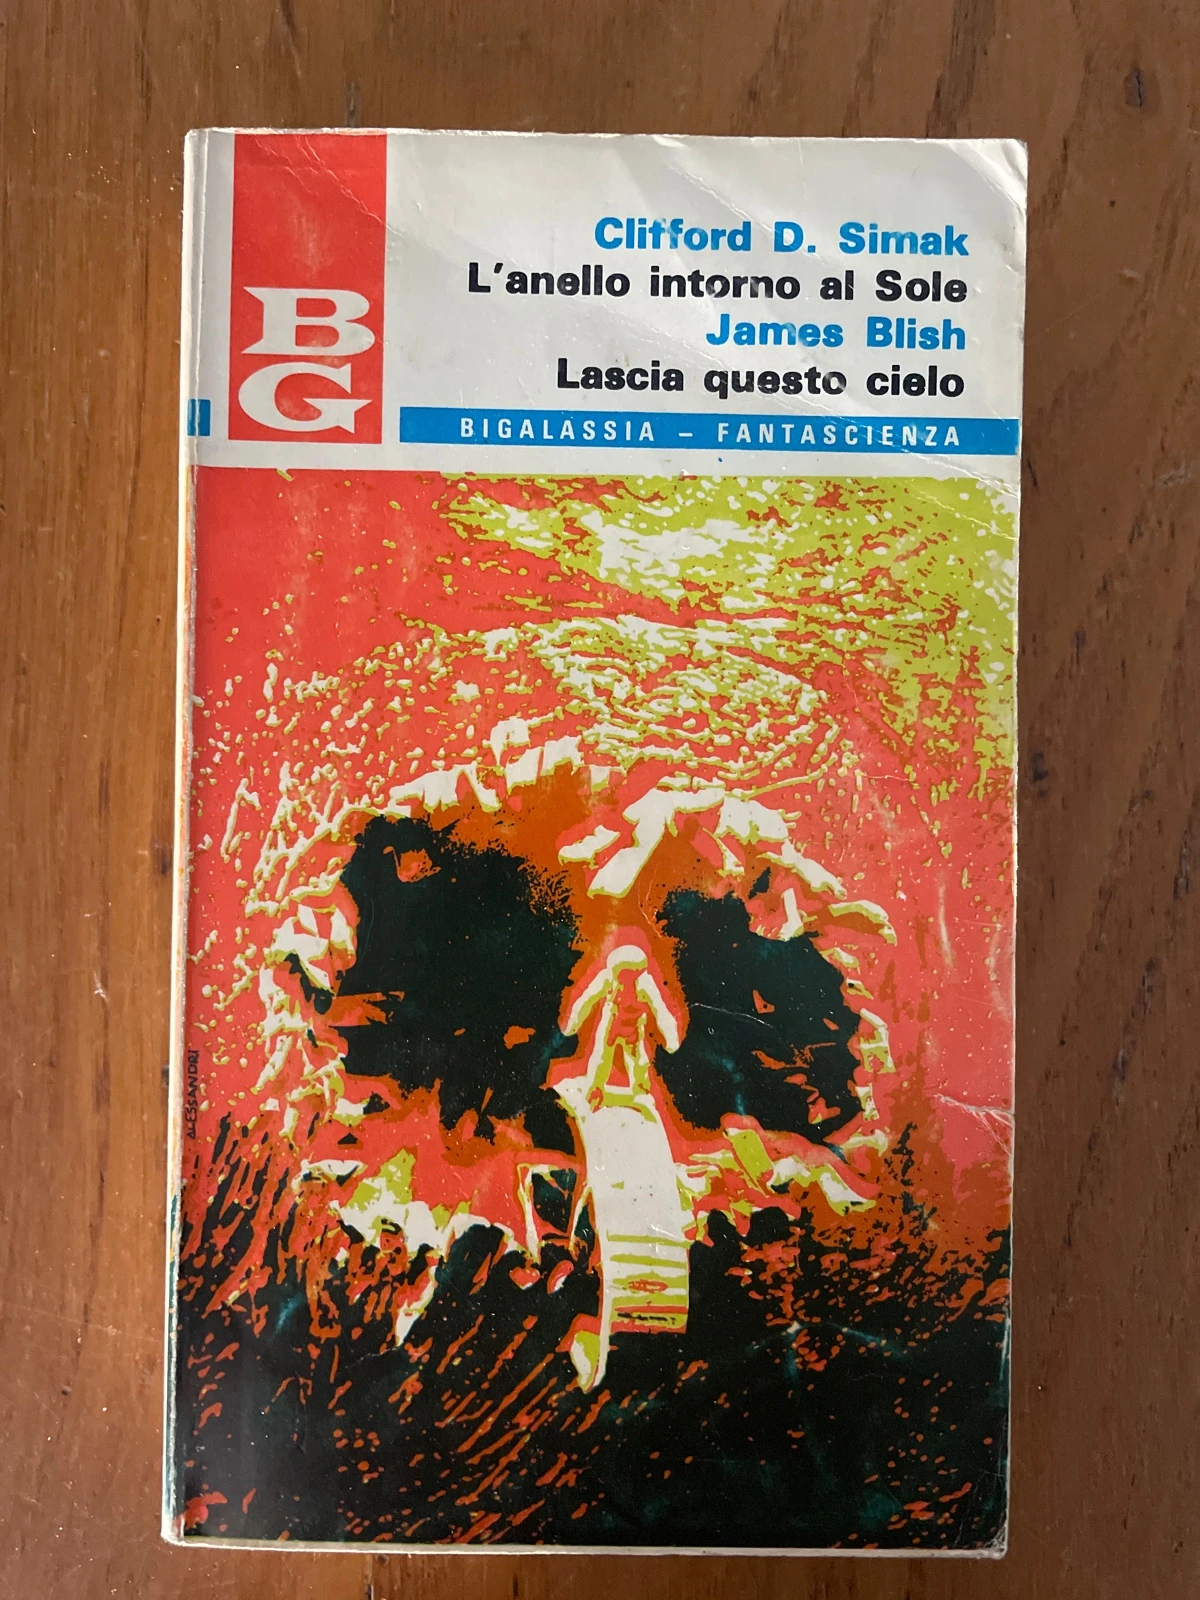 BG
Clifford D. Simak
L'anello intorno al Sole
James Blish
Lascia questo cielo
BIGALASSIA – FANTASCIENZA
ALESSANDRI